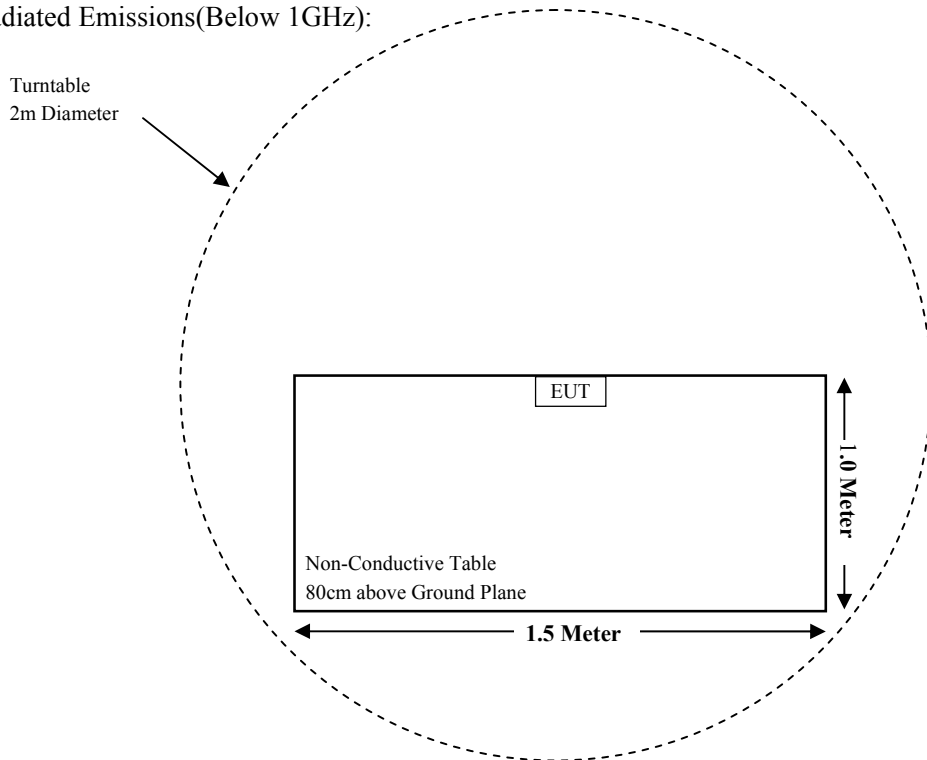 diated Emissions(Below 1GHz):
Turntable
2m Diameter
EUT
1.0 Meter
Non-Conductive Table
80cm above Ground Plane
1.5 Meter